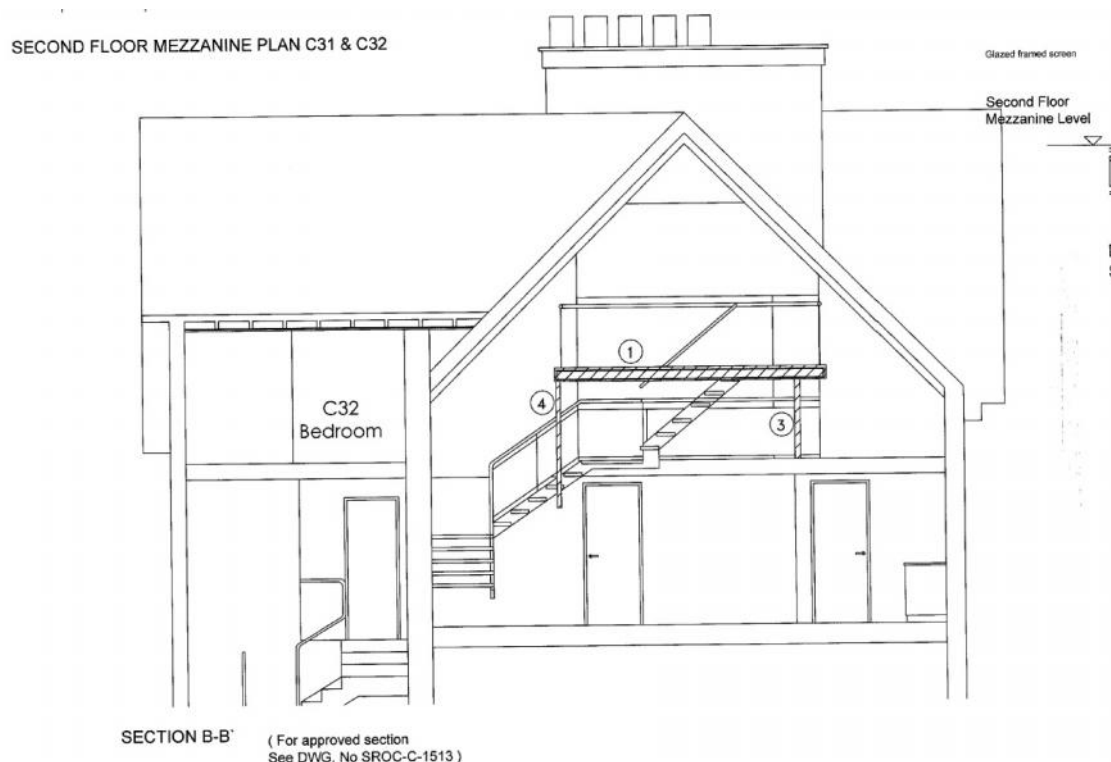 SECOND FLOOR MEZZANINE PLAN C31 & C32
Glazed framed screen
Second Floor
Mezzanine Level
1
4
3
C32
Bedroom
SECTION B-B'
( For approved section
See DWG. No SROC-C-1513 )